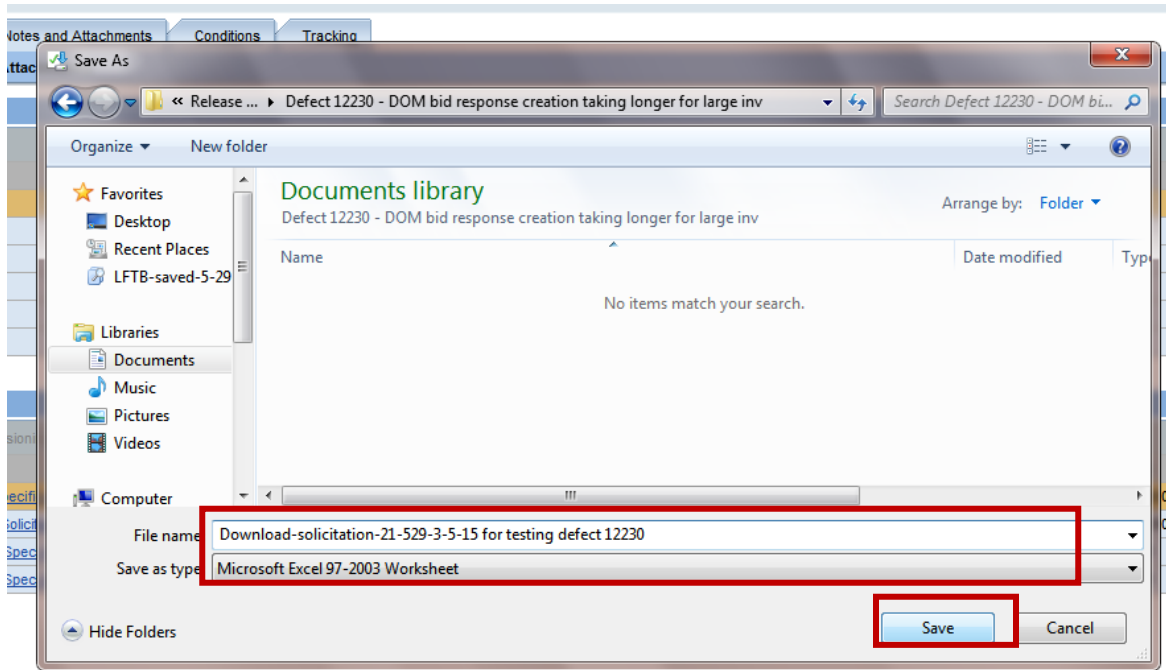 Notes and Attachments Conditions Tracking
Save As
« Release ... Defect 12230 - DOM bid response creation taking longer for large inv Search Defect 12230 - DOM bi...
Organize New folder
Favorites
Desktop
Recent Places
LFTB-saved-5-29
Libraries
Documents
Music
Pictures
Videos
Computer
Documents library
Defect 12230 - DOM bid response creation taking longer for large inv
Arrange by: Folder
Name Date modified Type
No items match your search.
File name Download-solicitation-21-529-3-5-15 for testing defect 12230
Save as type Microsoft Excel 97-2003 Worksheet
Hide Folders Save Cancel